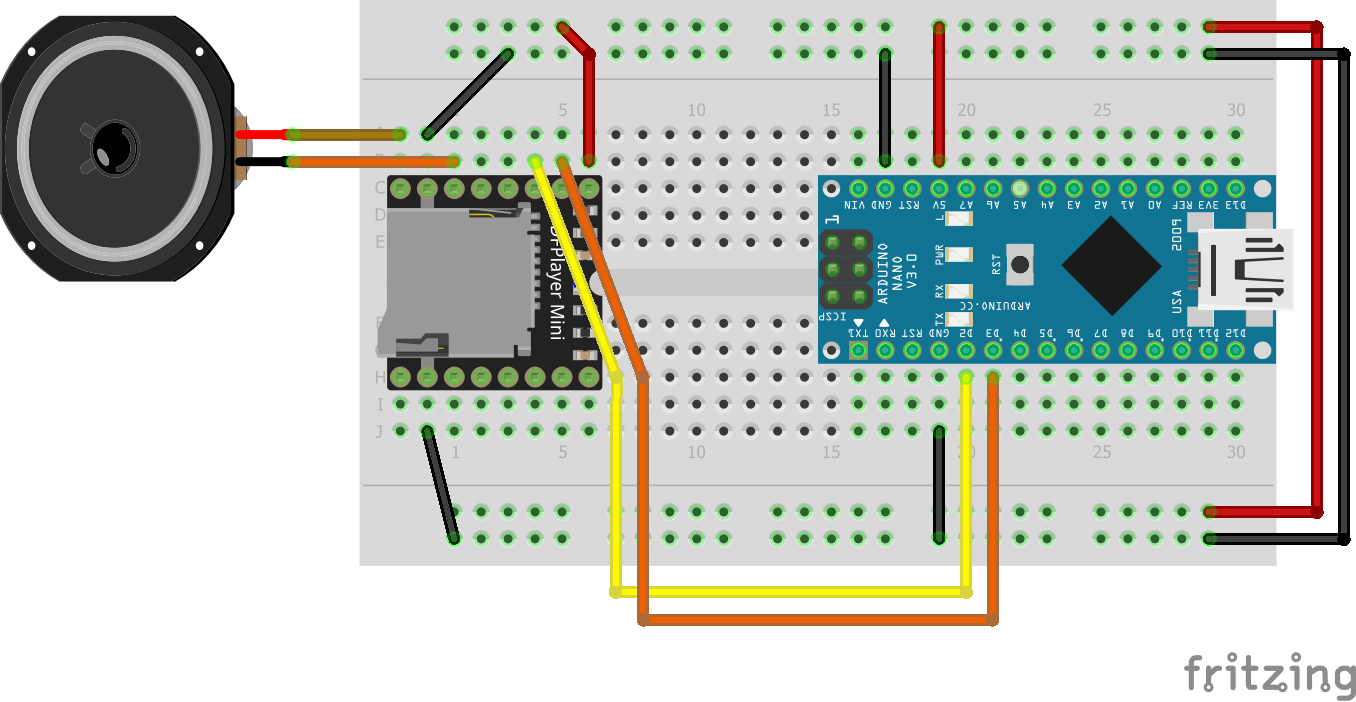 5 10 15 20 25 30
A
C
D
E
G
H
I
J
1 5 10 15 20 25 30
DFPlayer Mini
VIN GND RST 5V A7 A6 A5 A4 A3 A2 A1 A0 REF 3V3 D13
L
PWR
RX
TX
1
ARDUINO
NANO
V3.0
RST
ARDUINO.CC
2009
USA
ICSP
TX1 RX0 RST GND D2 D3 D4 D5 D6 D7 D8 D9 D10 D11 D12
fritzing